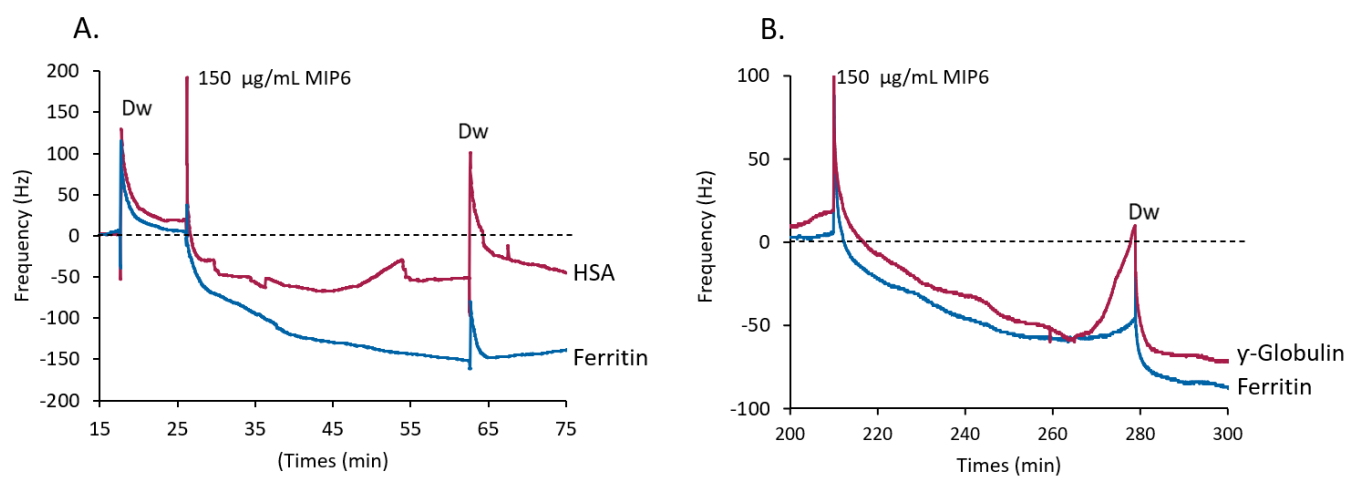 A.
200
150 µg/mL MIP6
150
Dw
Dw
100
50
0
-50
HSA
-100
-150
Ferritin
-200
15 25 35 45 55 65 75
Frequency (Hz)
(Times (min)
B.
100
150 µg/mL MIP6
50
Dw
0
-50
γ-Globulin
Ferritin
-100
200 220 240 260 280 300
Frequency (Hz)
Times (min)